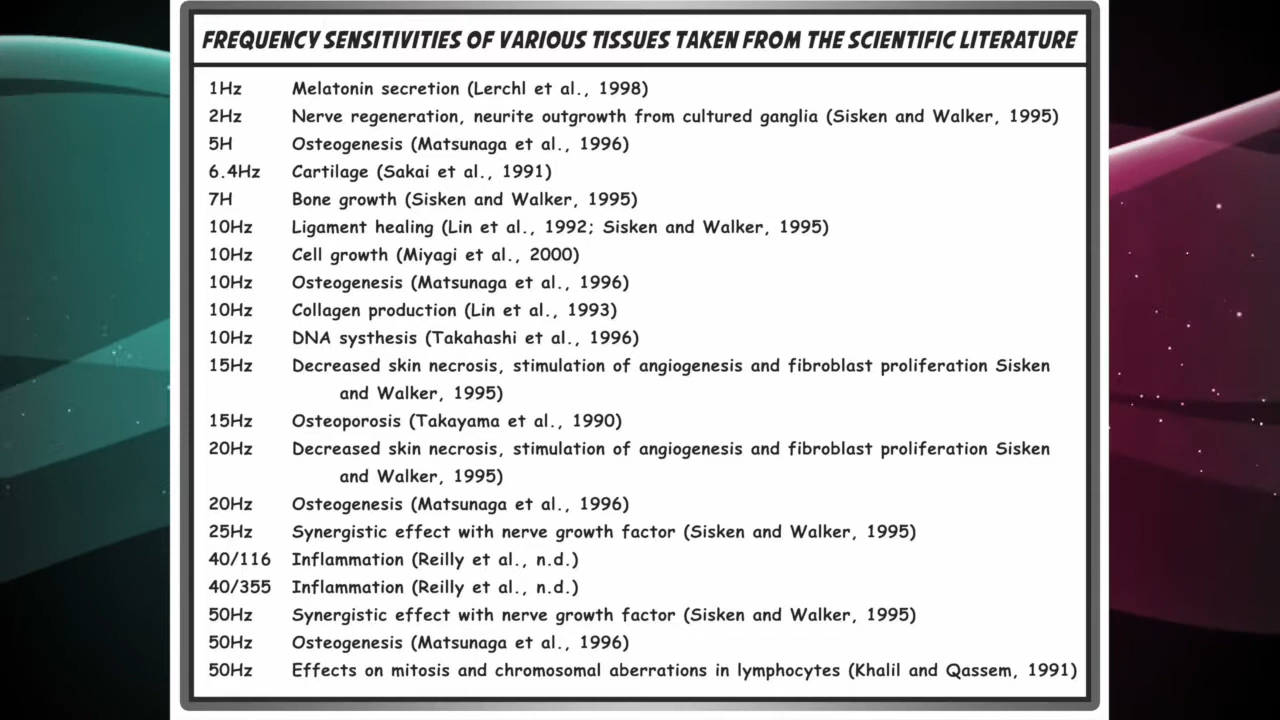 FREQUENCY SENSITIVITIES OF VARIOUS TISSUES TAKEN FROM THE SCIENTIFIC LITERATURE
1Hz Melatonin secretion (Lerchl et al., 1998)
2Hz Nerve regeneration, neurite outgrowth from cultured ganglia (Sisken and Walker, 1995)
5H Osteogenesis (Matsunaga et al., 1996)
6.4Hz Cartilage (Sakai et al., 1991)
7H Bone growth (Sisken and Walker, 1995)
10Hz Ligament healing (Lin et al., 1992; Sisken and Walker, 1995)
10Hz Cell growth (Miyagi et al., 2000)
10Hz Osteogenesis (Matsunaga et al., 1996)
10Hz Collagen production (Lin et al., 1993)
10Hz DNA systhesis (Takahashi et al., 1996)
15Hz Decreased skin necrosis, stimulation of angiogenesis and fibroblast proliferation Sisken
and Walker, 1995)
15Hz Osteoporosis (Takayama et al., 1990)
20Hz Decreased skin necrosis, stimulation of angiogenesis and fibroblast proliferation Sisken
and Walker, 1995)
20Hz Osteogenesis (Matsunaga et al., 1996)
25Hz Synergistic effect with nerve growth factor (Sisken and Walker, 1995)
40/116 Inflammation (Reilly et al., n.d.)
40/355 Inflammation (Reilly et al., n.d.)
50Hz Synergistic effect with nerve growth factor (Sisken and Walker, 1995)
50Hz Osteogenesis (Matsunaga et al., 1996)
50Hz Effects on mitosis and chromosomal aberrations in lymphocytes (Khalil and Qassem, 1991)